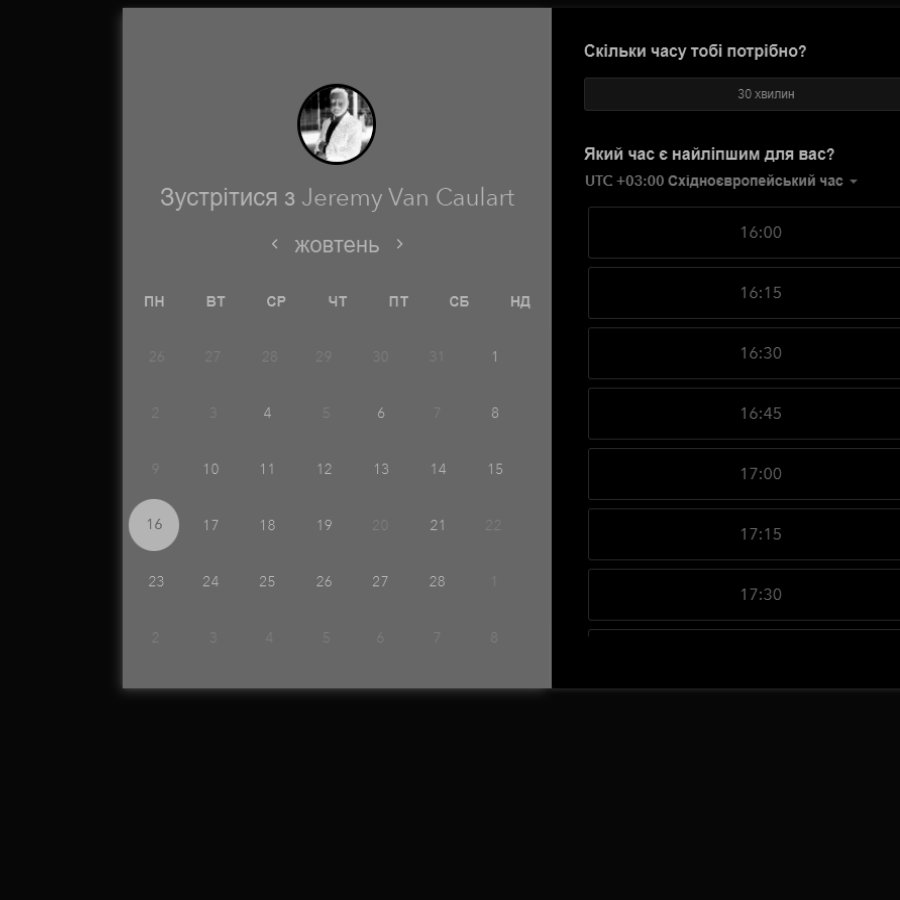 Зустрітися з Jeremy Van Caulart
жовтень
ПН ВТ СР ЧТ ПТ СБ НД
26 27 28 29 30 31 1
2 3 4 5 6 7 8
9 10 11 12 13 14 15
16 17 18 19 20 21 22
23 24 25 26 27 28 1
2 3 4 5 6 7 8
Скільки часу тобі потрібно?
30 хвилин
Який час є найліпшим для вас?
UTC +03:00 Східноєвропейський час
16:00
16:15
16:30
16:45
17:00
17:15
17:30